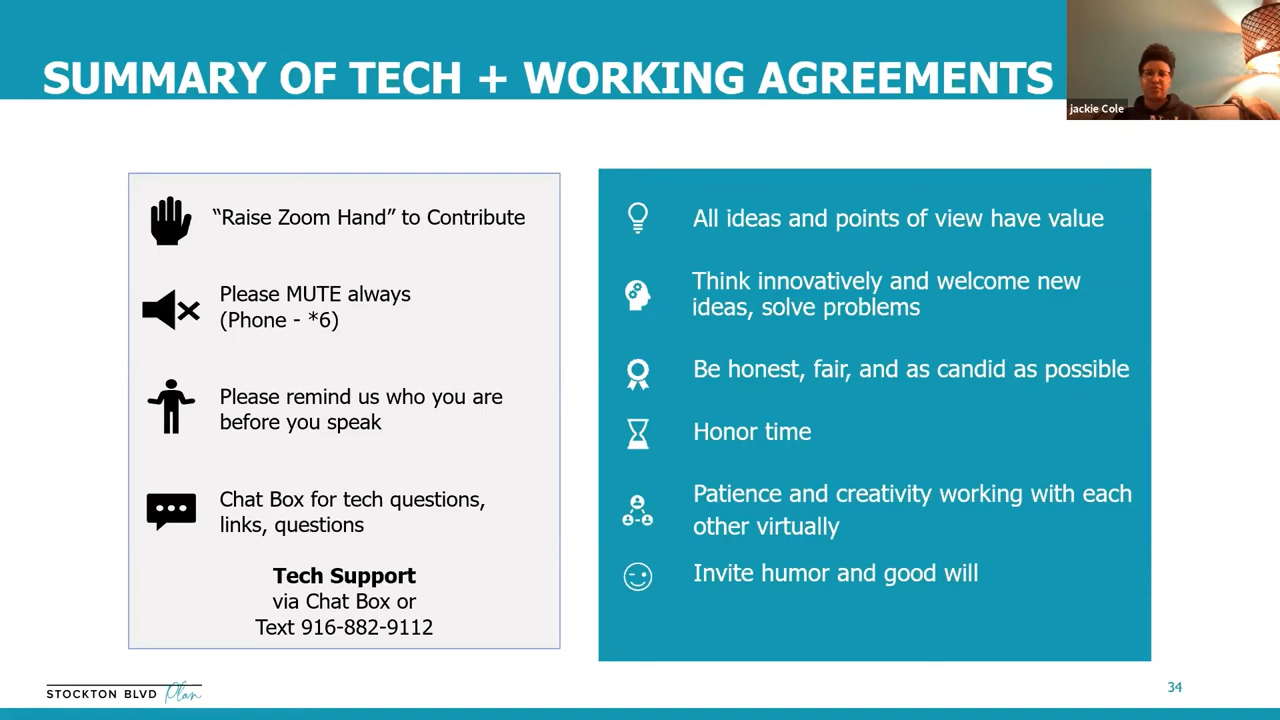 SUMMARY OF TECH + WORKING AGREEMENTS
jackie Cole
“Raise Zoom Hand” to Contribute
Please MUTE always
(Phone - *6)
Please remind us who you are
before you speak
Chat Box for tech questions,
links, questions
Tech Support
via Chat Box or
Text 916-882-9112
All ideas and points of view have value
Think innovatively and welcome new
ideas, solve problems
Be honest, fair, and as candid as possible
Honor time
Patience and creativity working with each
other virtually
Invite humor and good will
STOCKTON BLVD Plan
34